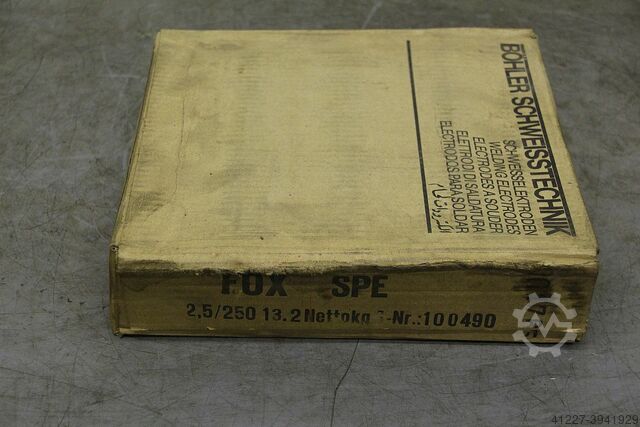 BÖHLER SCHWEISSTECHNIK
SCHWEISSELEKTRODEN
WELDING ELECTRODES
ELECTRODES A SOUDER
ELETTRODI DI SALDATURA
ELECTRODOS PARA SOLDAR
FOX SPE
2,5/250 13.2 Nettokg -Nr.:100490
41227-3941929